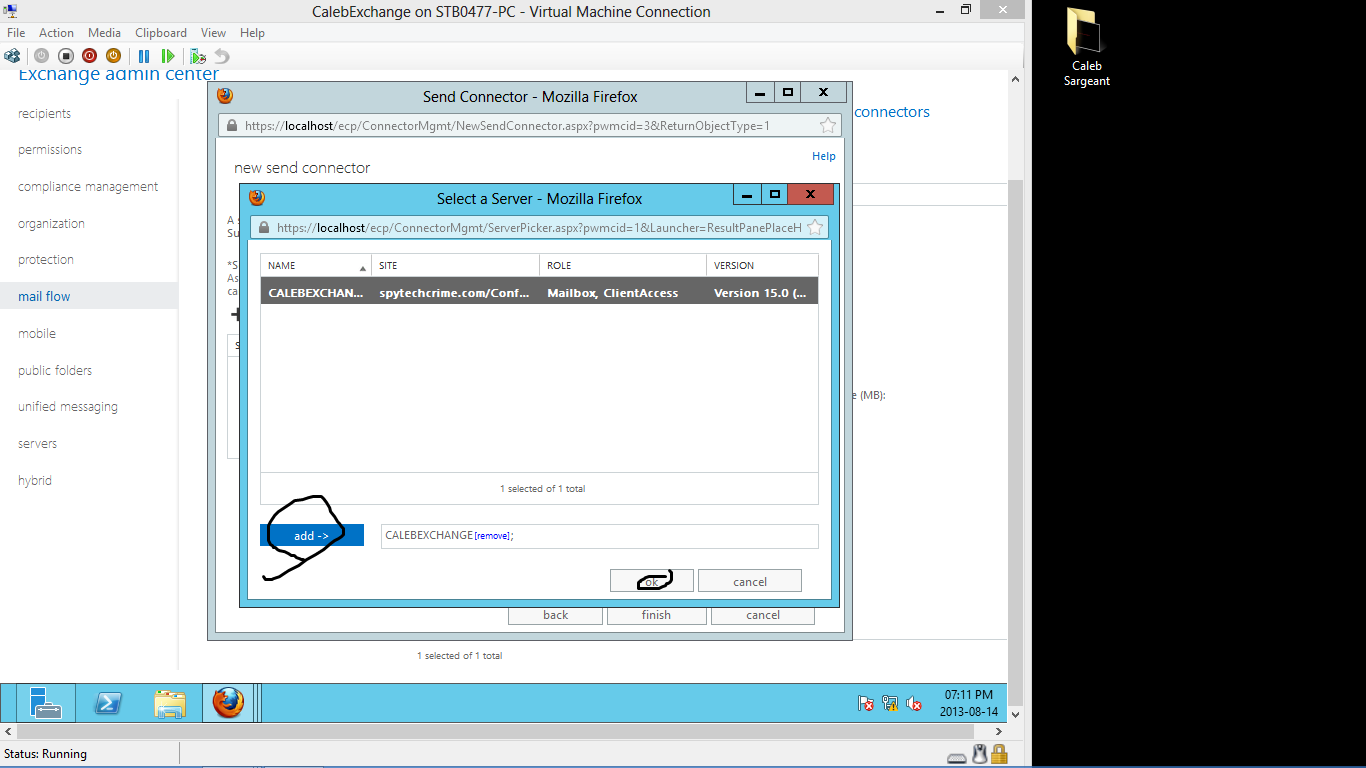 CalebExchange on STB0477-PC - Virtual Machine Connection
File Action Media Clipboard View Help
Exchange admin center
recipients
permissions
compliance management
organization
protection
mail flow
mobile
public folders
unified messaging
servers
hybrid
connectors
Send Connector - Mozilla Firefox
https://localhost/ecp/ConnectorMgmt/NewSendConnector.aspx?pwmcid=3&ReturnObjectType=1
Help
new send connector
A
Su
*S
As
ca
Select a Server - Mozilla Firefox
https://localhost/ecp/ConnectorMgmt/ServerPicker.aspx?pwmcid=1&Launcher=ResultPanePlaceH
NAME SITE ROLE VERSION
CALEBEXCHAN... spytechcrime.com/Conf... Mailbox, ClientAccess Version 15.0 (...
1 selected of 1 total
add -> CALEBEXCHANGE[remove];
ok cancel
back finish cancel
e (MB):
1 selected of 1 total
07:11 PM
2013-08-14
Status: Running
Caleb
Sargeant